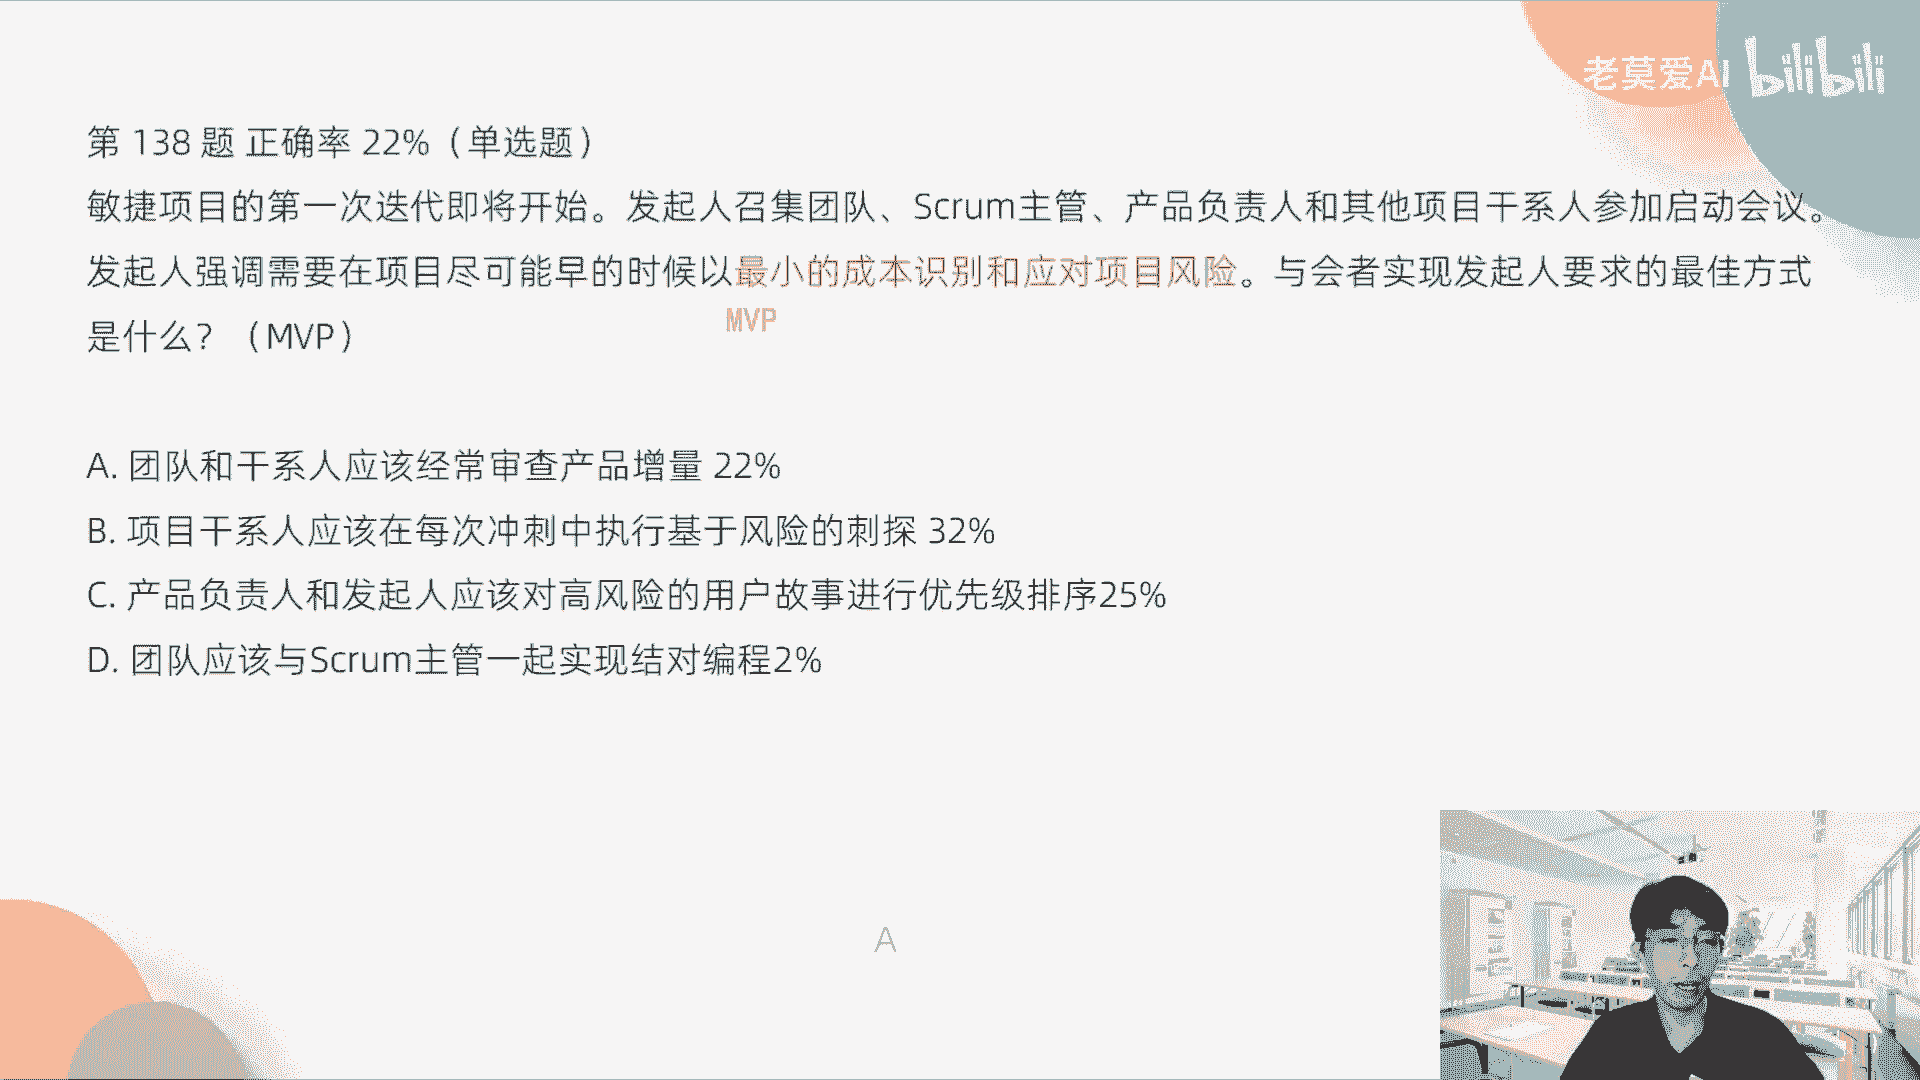 老莫爱AI bilibili
第 138 题 正确率 22%（单选题）
敏捷项目的第一次迭代即将开始。发起人召集团队、Scrum主管、产品负责人和其他项目干系人参加启动会议。
发起人强调需要在项目尽可能早的时候以最小的成本识别和应对项目风险。与会者实现发起人要求的最佳方式
MVP
是什么？（MVP）
A. 团队和干系人应该经常审查产品增量 22%
B. 项目干系人应该在每次冲刺中执行基于风险的刺探 32%
C. 产品负责人和发起人应该对高风险的用户故事进行优先级排序25%
D. 团队应该与Scrum主管一起实现结对编程2%
A